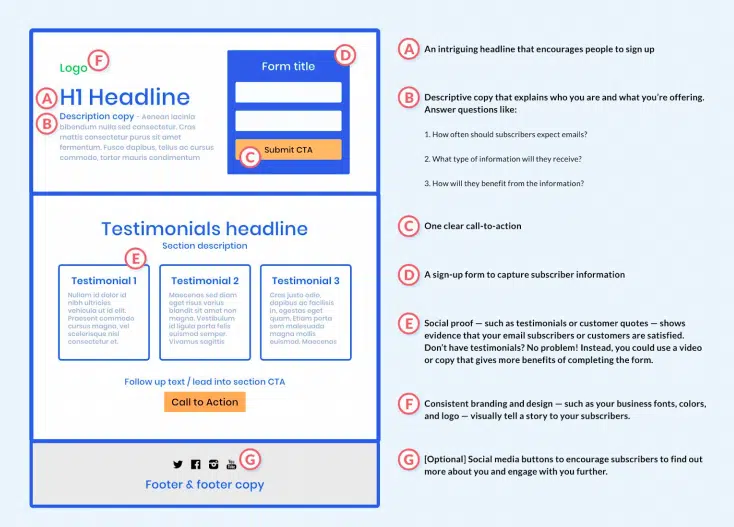 Logo
F
A
H1 Headline
B
Description copy - Aenean lacinia
bibendum nulla sed consectetur. Cras
mattis consectetur purus sit amet
fermentum. Fusce dapibus, tellus ac cursus
commodo, tortor mauris condimentum
D
Form title
C
Submit CTA
Testimonials headline
Section description
E
Testimonial 1
Nullam id dolor id
nibh ultricies
vehicula ut id elit.
Praesent commodo
cursus magna, vel
scelerisque nisl
consectetur et.
Testimonial 2
Maecenas sed diam
eget risus varius
blandit sit amet non
magna. Vestibulum
id ligula porta felis
euismod semper.
Vivamus sagittis
Testimonial 3
Cras justo odio,
dapibus ac facilisis
in, egestas eget
quam. Etiam porta
sem malesuada
magna mollis
euismod. Maecenas
Follow up text / lead into section CTA
Call to Action
G
Footer & footer copy
A
An intriguing headline that encourages people to sign up
B
Descriptive copy that explains who you are and what you're offering.
Answer questions like:
1. How often should subscribers expect emails?
2. What type of information will they receive?
3. How will they benefit from the information?
C
One clear call-to-action
D
A sign-up form to capture subscriber information
E
Social proof — such as testimonials or customer quotes — shows
evidence that your email subscribers or customers are satisfied.
Don't have testimonials? No problem! Instead, you could use a video
or copy that gives more benefits of completing the form.
F
Consistent branding and design — such as your business fonts, colors,
and logo — visually tell a story to your subscribers.
G
[Optional] Social media buttons to encourage subscribers to find out
more about you and engage with you further.